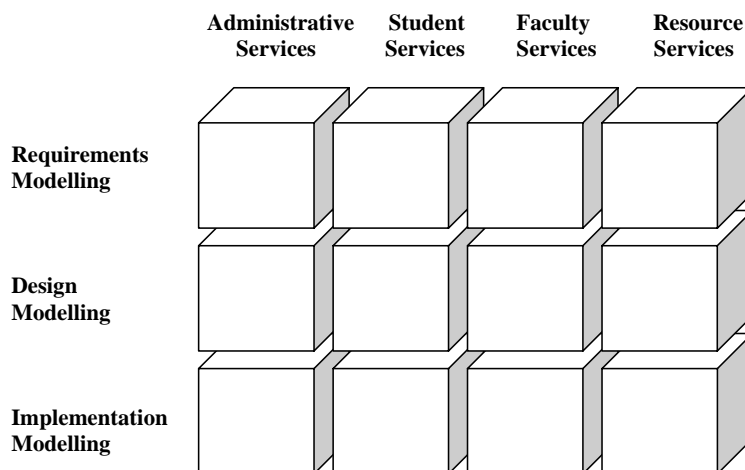 Administrative Services
Student Services
Faculty Services
Resource Services
Requirements
Modelling
Design
Modelling
Implementation
Modelling